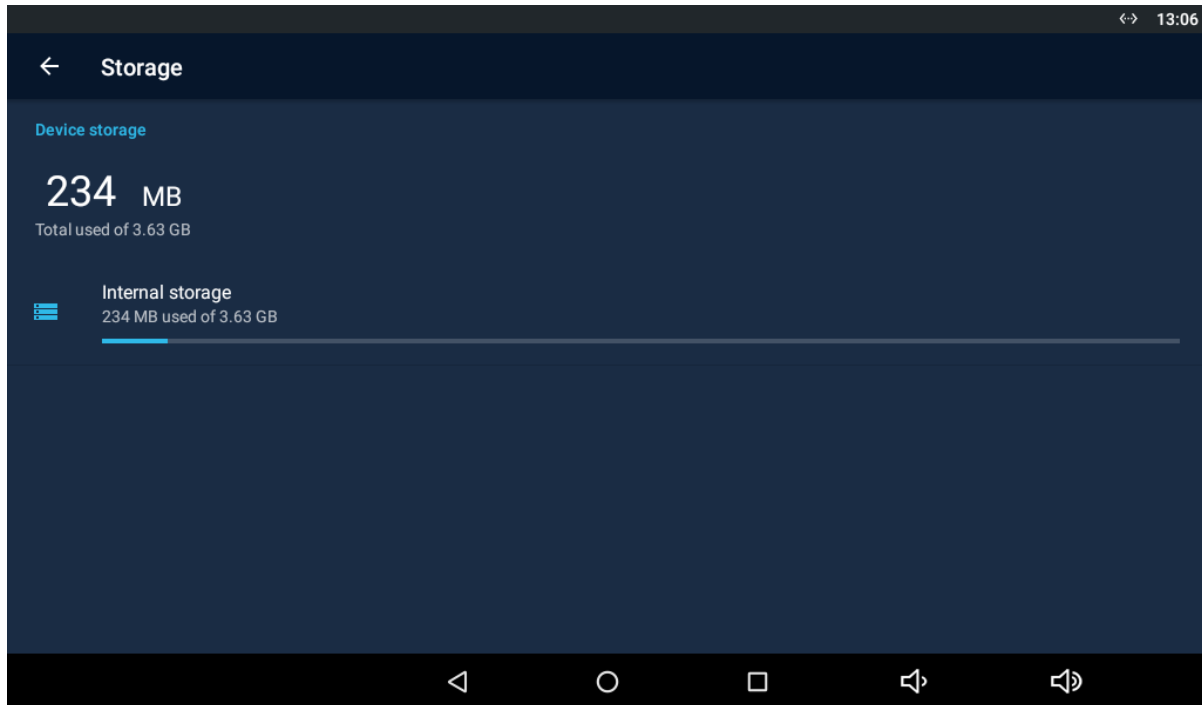 13:06
Storage
Device storage
234 MB
Total used of 3.63 GB
Internal storage
234 MB used of 3.63 GB